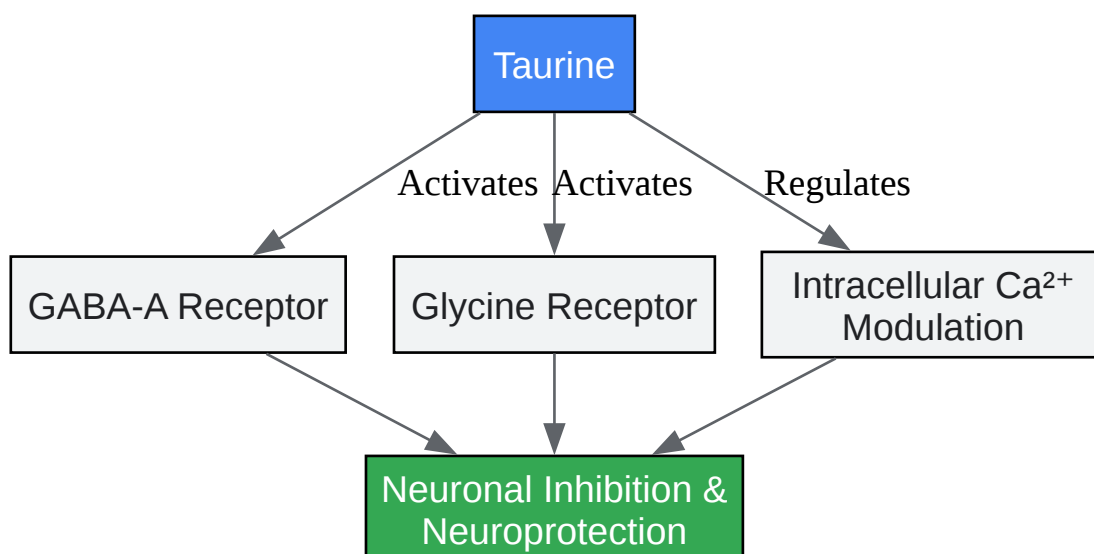 Taurine
Activates
Activates
Regulates
GABA-A Receptor
Glycine Receptor
Intracellular Ca²⁺
Modulation
Neuronal Inhibition &
Neuroprotection